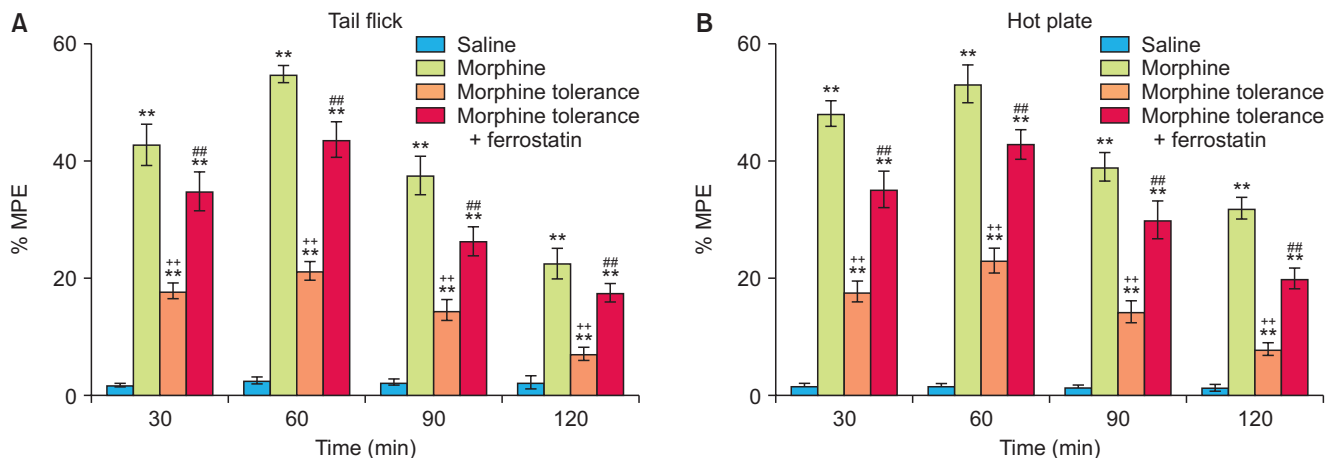 A
Tail flick
60
40
20
0
% MPE
Saline
Morphine
Morphine tolerance
Morphine tolerance
+ ferrostatin
**
++
**
##
**
**
++
**
##
**
**
++
**
##
**
**
++
**
##
**
30 60 90 120
Time (min)
B
Hot plate
60
40
20
0
% MPE
Saline
Morphine
Morphine tolerance
Morphine tolerance
+ ferrostatin
**
++
**
##
**
**
++
**
##
**
**
++
**
##
**
**
++
**
##
**
30 60 90 120
Time (min)